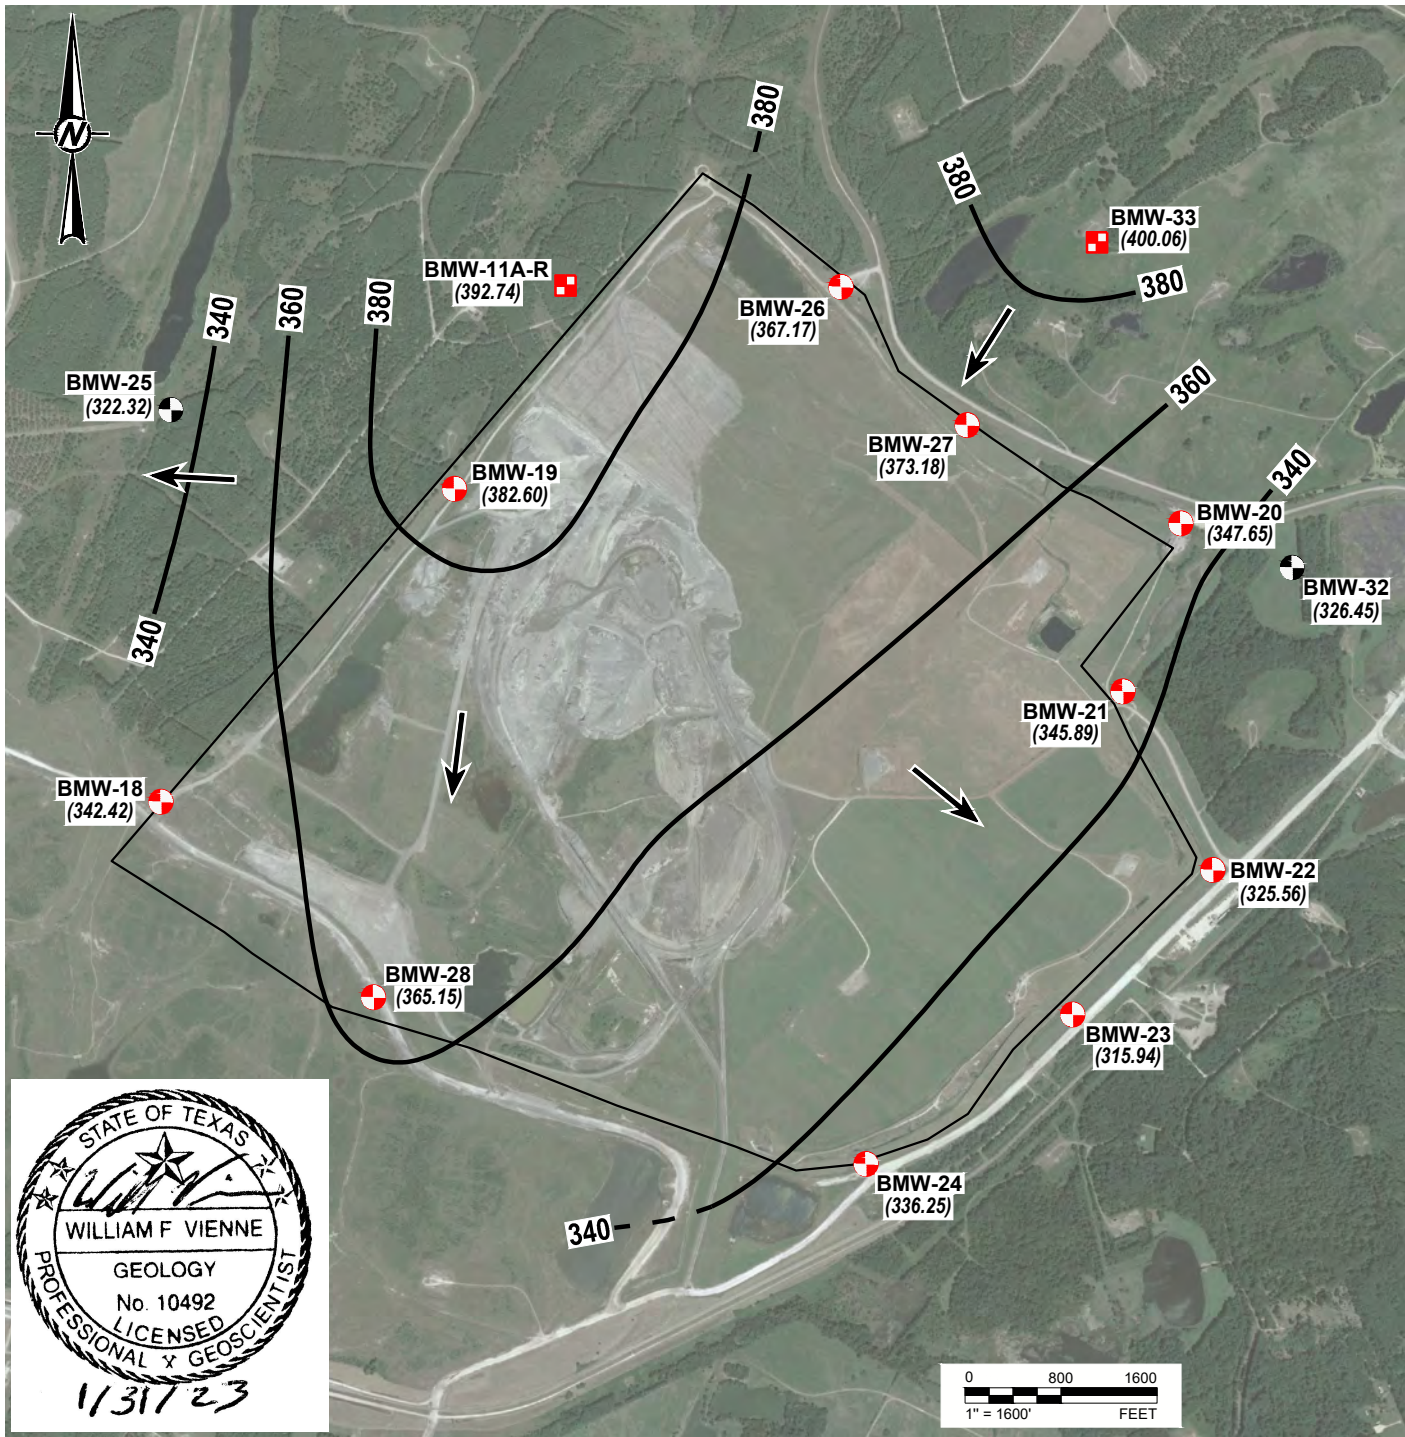 N
380
380
BMW-33
(400.06)
380
BMW-11A-R
(392.74)
BMW-26
(367.17)
340
360
380
BMW-25
(322.32)
360
BMW-27
(373.18)
BMW-19
(382.60)
340
BMW-20
(347.65)
BMW-32
(326.45)
340
BMW-21
(345.89)
BMW-18
(342.42)
BMW-22
(325.56)
BMW-28
(365.15)
BMW-23
(315.94)
BMW-24
(336.25)
340
STATE OF TEXAS
WILLIAM F VIENNE
GEOLOGY
No. 10492
LICENSED
PROFESSIONAL GEOSCIENTIST
1/31/23
0 800 1600
1" = 1600' FEET